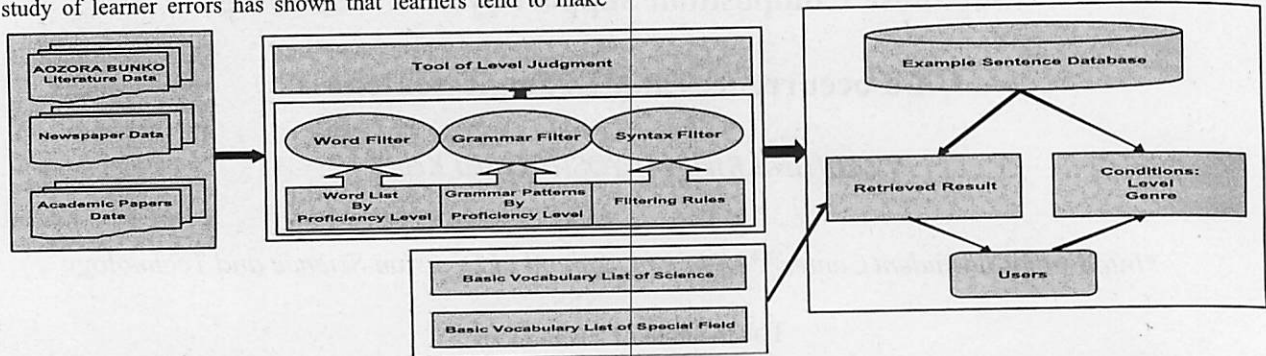 study of learner errors has shown that learners tend to make
AOZORA BUNKO
Literature Data
Newspaper Data
Academic Papers
Data
Tool of Level Judgment
Word Filter
Grammar Filter
Syntax Filter
Word List
By
Proficiency Level
Grammar Patterns
By
Proficiency Level
Filtering Rules
Basic Vocabulary List of Science
Basic Vocabulary List of Special Field
Example Sentence Database
Retrieved Result
Conditions:
Level
Genre
Users